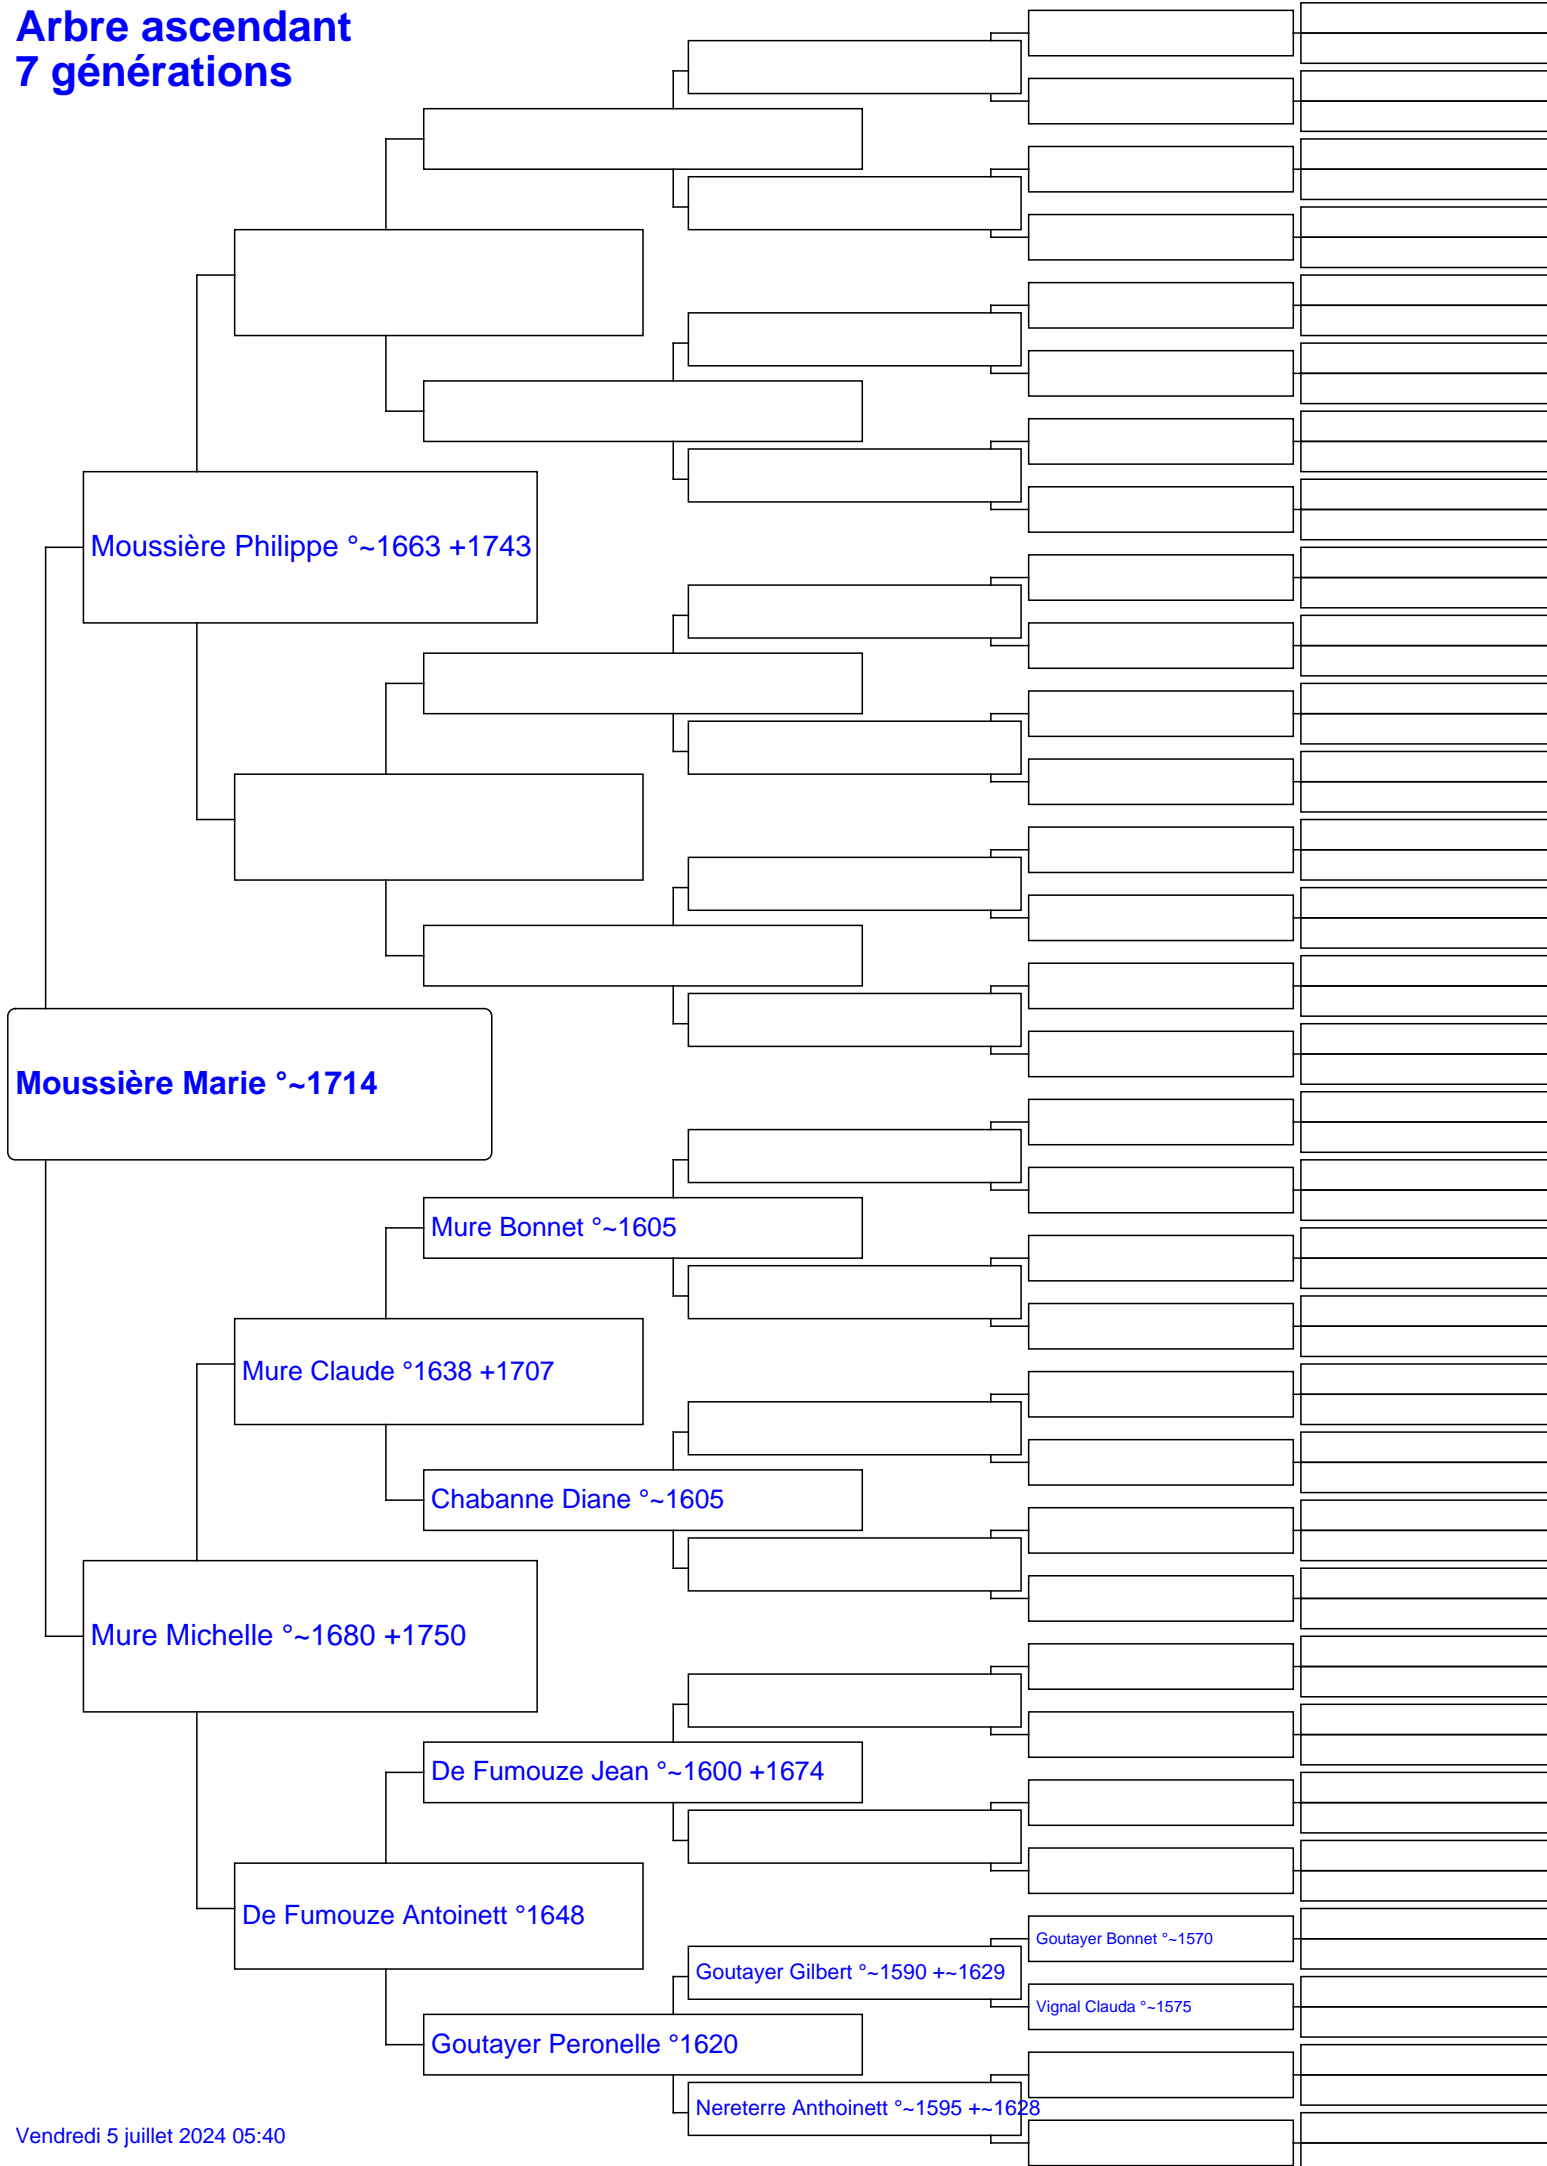 Arbre ascendant
7 générations
Moussière Philippe °~1663 +1743
Moussière Marie °~1714
Mure Bonnet °~1605
Mure Claude °1638 +1707
Chabanne Diane °~1605
Mure Michelle °~1680 +1750
De Fumouze Jean °~1600 +1674
De Fumouze Antoinett °1648
Goutayer Bonnet °~1570
Goutayer Gilbert °~1590 +~1629
Vignal Clauda °~1575
Goutayer Peronelle °1620
Nereterre Anthoinett °~1595 +~1628
Vendredi 5 juillet 2024 05:40